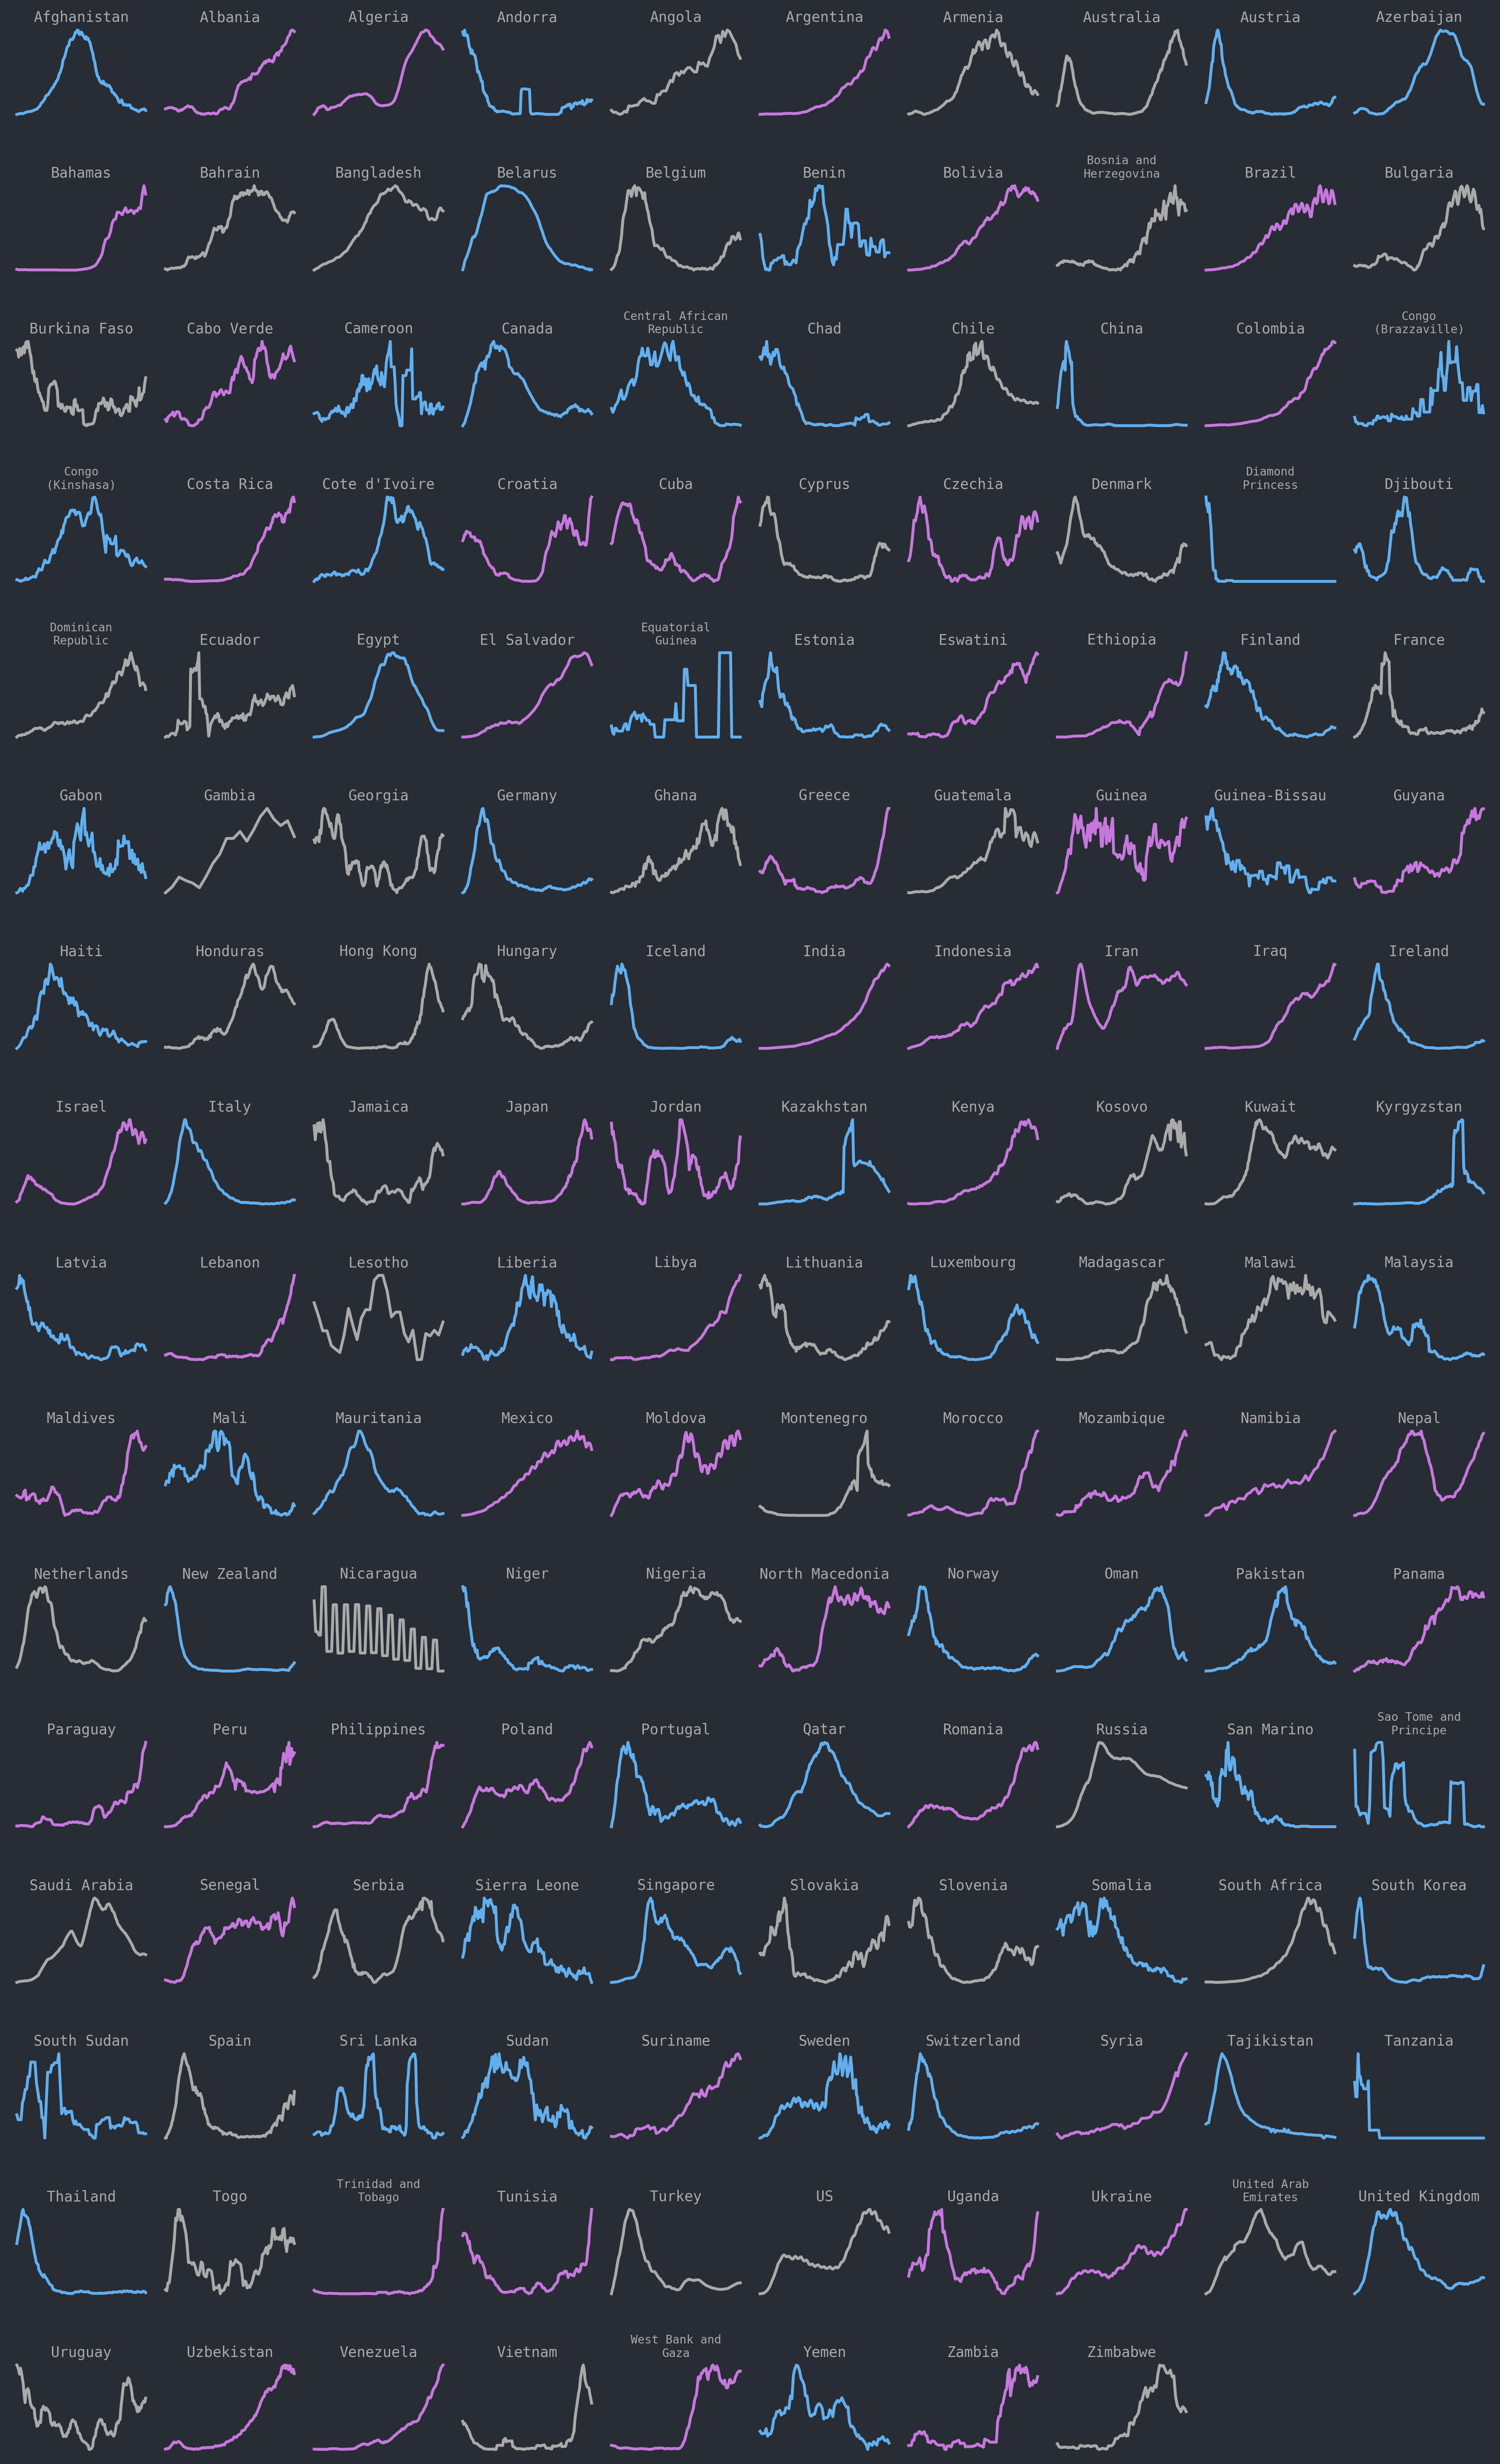 Afghanistan
Albania
Algeria
Andorra
Angola
Argentina
Armenia
Australia
Austria
Azerbaijan
Bahamas
Bahrain
Bangladesh
Belarus
Belgium
Benin
Bolivia
Bosnia and
Herzegovina
Brazil
Bulgaria
Burkina Faso
Cabo Verde
Cameroon
Canada
Central African
Republic
Chad
Chile
China
Colombia
Congo
(Brazzaville)
Congo
(Kinshasa)
Costa Rica
Cote d'Ivoire
Croatia
Cuba
Cyprus
Czechia
Denmark
Diamond
Princess
Djibouti
Dominican
Republic
Ecuador
Egypt
El Salvador
Equatorial
Guinea
Estonia
Eswatini
Ethiopia
Finland
France
Gabon
Gambia
Georgia
Germany
Ghana
Greece
Guatemala
Guinea
Guinea-Bissau
Guyana
Haiti
Honduras
Hong Kong
Hungary
Iceland
India
Indonesia
Iran
Iraq
Ireland
Israel
Italy
Jamaica
Japan
Jordan
Kazakhstan
Kenya
Kosovo
Kuwait
Kyrgyzstan
Latvia
Lebanon
Lesotho
Liberia
Libya
Lithuania
Luxembourg
Madagascar
Malawi
Malaysia
Maldives
Mali
Mauritania
Mexico
Moldova
Montenegro
Morocco
Mozambique
Namibia
Nepal
Netherlands
New Zealand
Nicaragua
Niger
Nigeria
North Macedonia
Norway
Oman
Pakistan
Panama
Paraguay
Peru
Philippines
Poland
Portugal
Qatar
Romania
Russia
San Marino
Sao Tome and
Principe
Saudi Arabia
Senegal
Serbia
Sierra Leone
Singapore
Slovakia
Slovenia
Somalia
South Africa
South Korea
South Sudan
Spain
Sri Lanka
Sudan
Suriname
Sweden
Switzerland
Syria
Tajikistan
Tanzania
Thailand
Togo
Trinidad and
Tobago
Tunisia
Turkey
US
Uganda
Ukraine
United Arab
Emirates
United Kingdom
Uruguay
Uzbekistan
Venezuela
Vietnam
West Bank and
Gaza
Yemen
Zambia
Zimbabwe